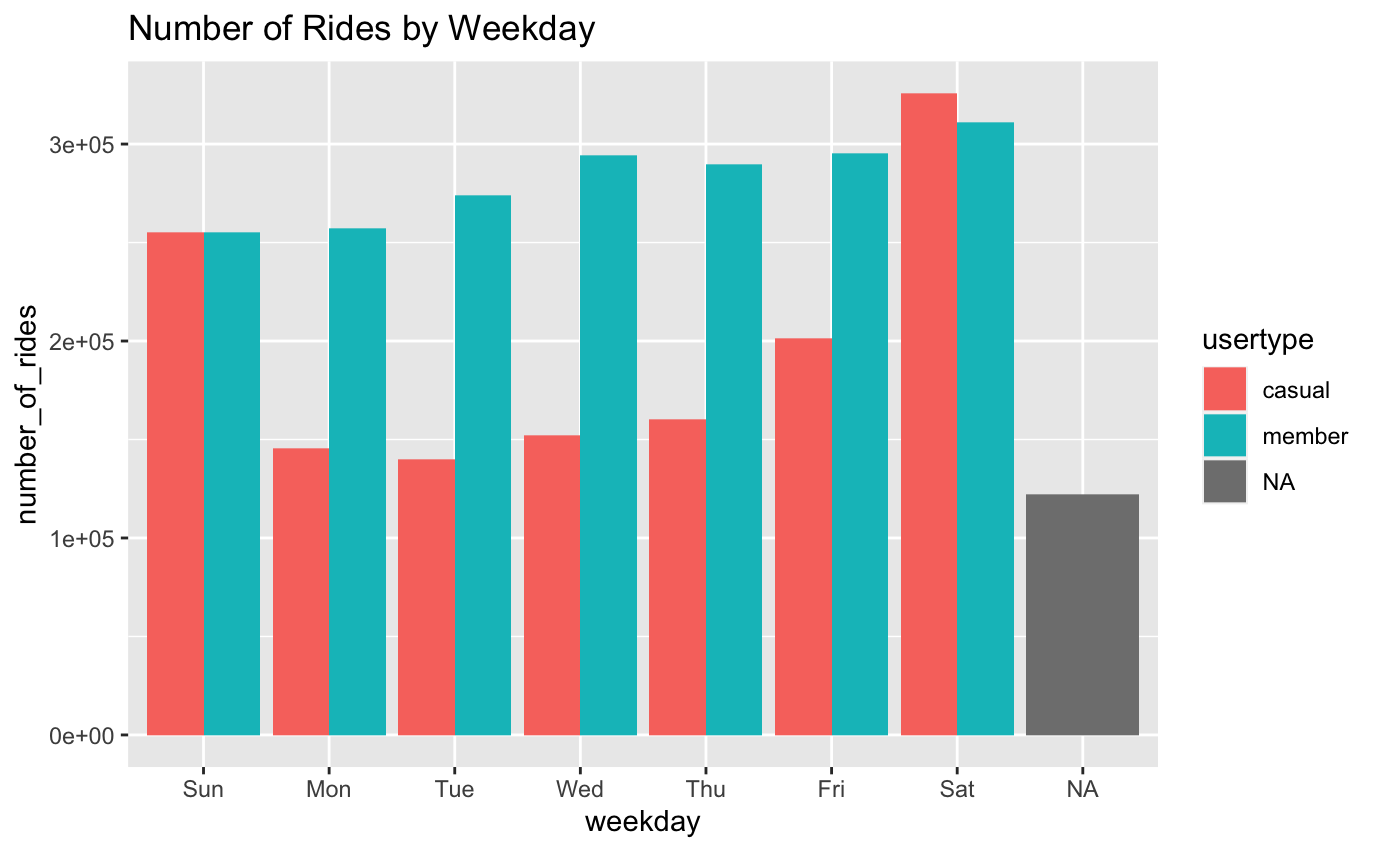 Number of Rides by Weekday
number_of_rides
3e+05
2e+05
1e+05
0e+00
Sun Mon Tue Wed Thu Fri Sat NA
weekday
usertype
casual
member
NA